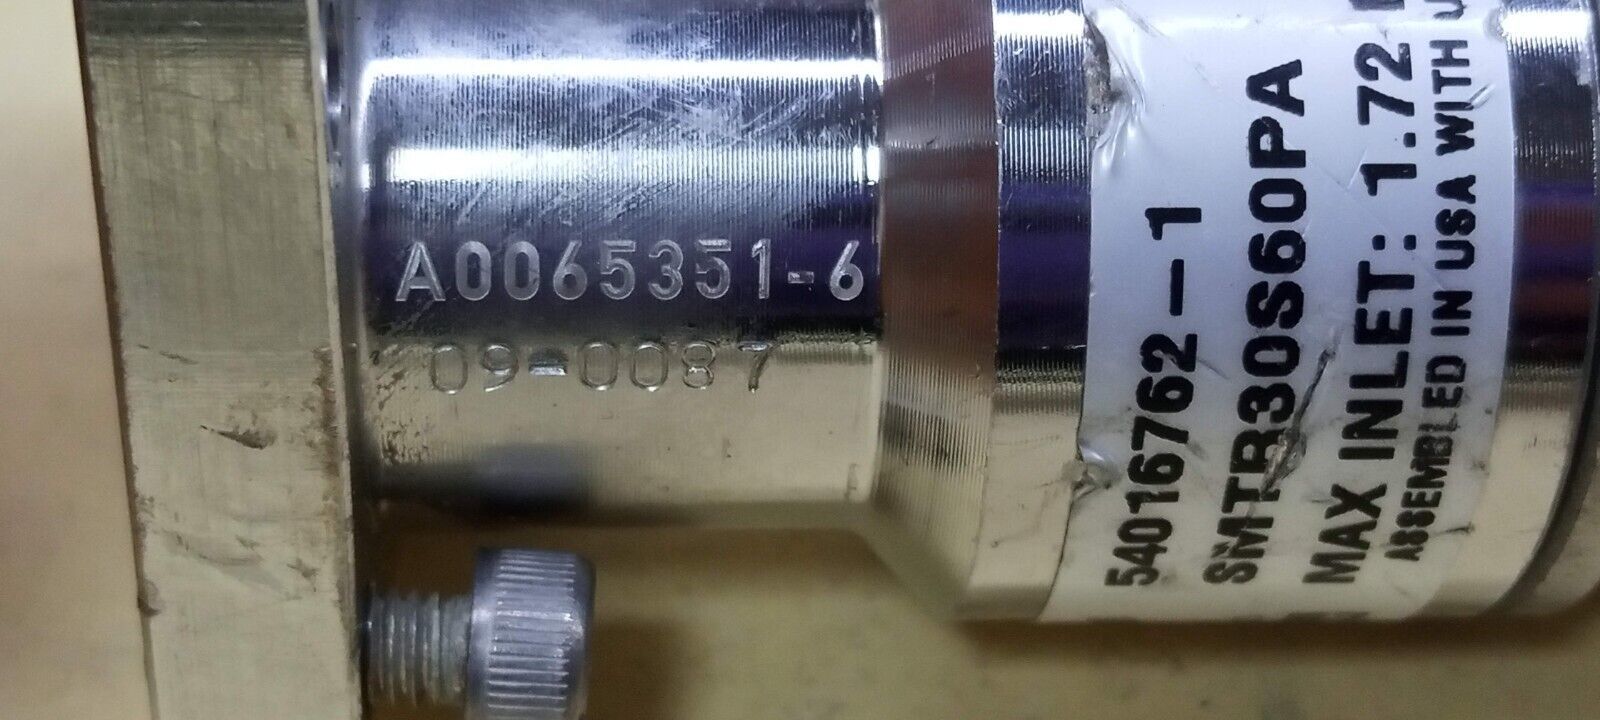 A0065351-6
09-0087
54016762-1
SMTR30S60PA
MAX INLET: 1.72
ASSEMBLED IN USA WITH